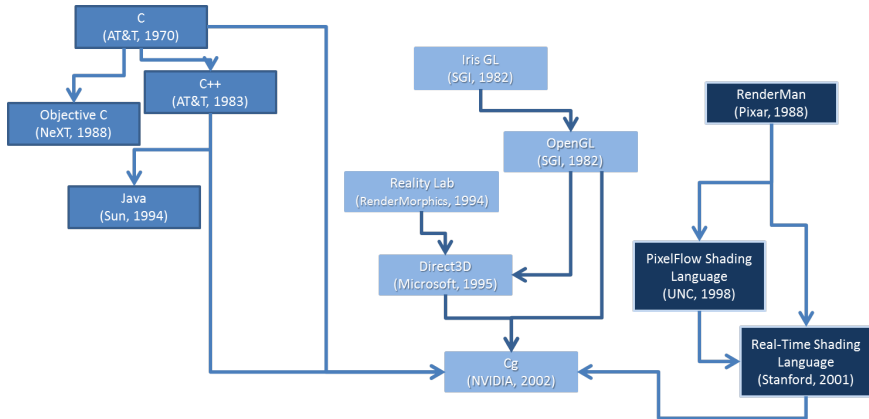 C
(AT&T, 1970)
C++
(AT&T, 1983)
Objective C
(NeXT, 1988)
Java
(Sun, 1994)
Iris GL
(SGI, 1982)
OpenGL
(SGI, 1982)
Reality Lab
(RenderMorphics, 1994)
Direct3D
(Microsoft, 1995)
Cg
(NVIDIA, 2002)
RenderMan
(Pixar, 1988)
PixelFlow Shading
Language
(UNC, 1998)
Real-Time Shading
Language
(Stanford, 2001)